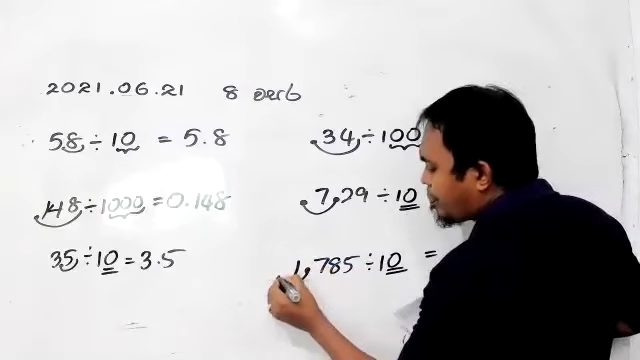 2021.06.21 8
58 ÷ 10 = 5.8
148 ÷ 1000 = 0.148
35 ÷ 10 = 3.5
.34 ÷ 100
7,29 ÷ 10
1,785 ÷ 10 =